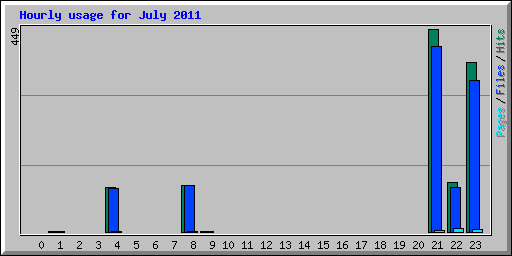 Hourly usage for July 2011
449
Pages/Files/Hits
0 1 2 3 4 5 6 7 8 9 10 11 12 13 14 15 16 17 18 19 20 21 22 23